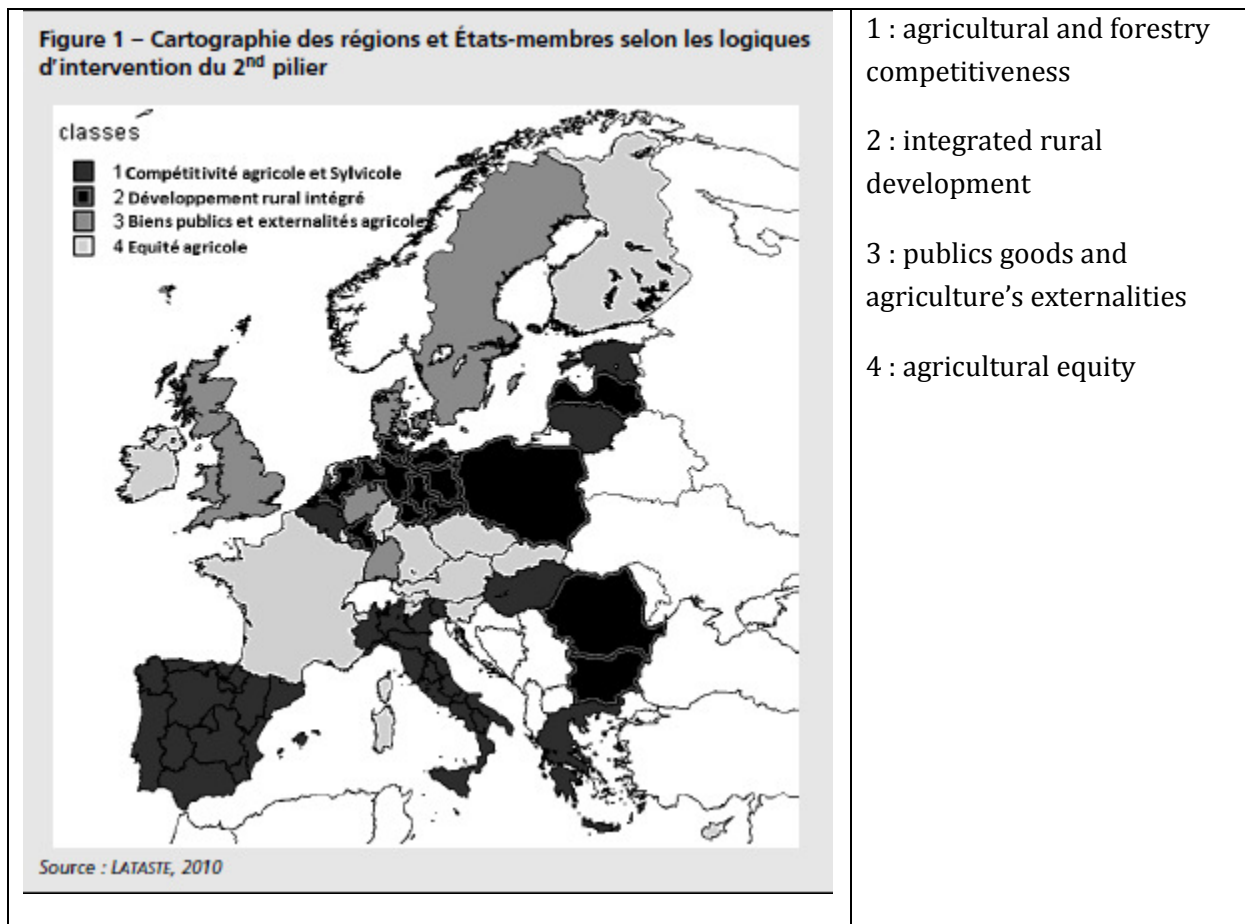 Figure 1 – Cartographie des régions et États-membres selon les logiques
d'intervention du 2nd pilier
classes
1 Compétitivité agricole et Sylvicole
2 Développement rural intégré
3 Biens publics et externalités agricole
4 Equité agricole
Source : LATASTE, 2010
1 : agricultural and forestry
competitiveness
2 : integrated rural
development
3 : publics goods and
agriculture's externalities
4 : agricultural equity